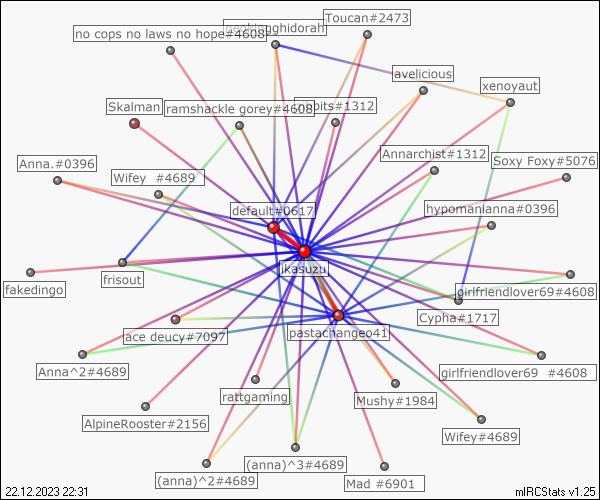 Toucan#2473
no cops no laws no hope#4608
ghidorah
avelicious
xenoyaut
Skalman
ramshackle gorey#4608
bits#1312
Annarchist#1312
Soxy Foxy#5076
Anna.#0396
Wifey #4689
default#0617
hypomanianna#0396
jkasuzu
fakedingo
frisout
girlfriendlover69#4608
Cypha#1717
pastachangeo41
ace deucy#7097
Anna^2#4689
girlfriendlover69 #4608
rattgaming
Mushy#1984
AlpineRooster#2156
Wifey#4689
(anna)^2#4689
(anna)^3#4689
Mad #6901
22.12.2023 22:31
mIRCStats v1.25